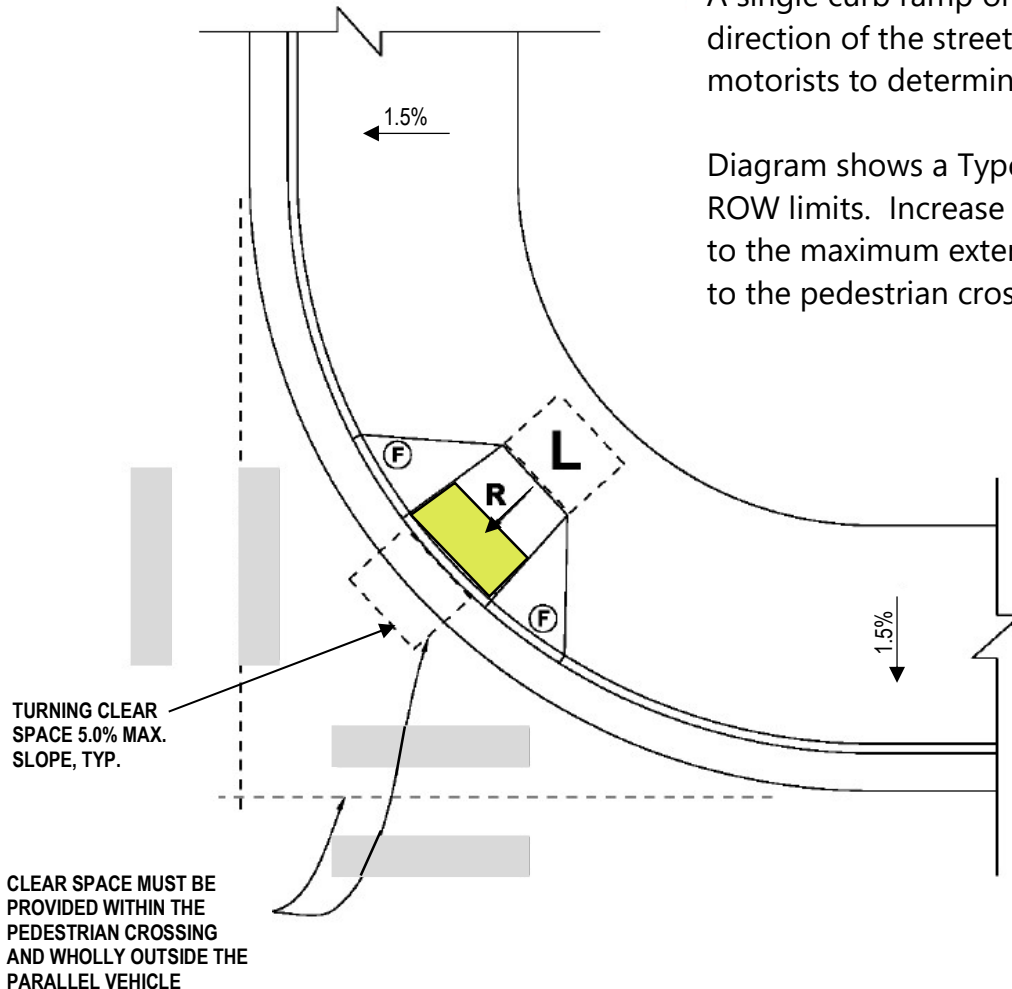 A single curb ramp
direction of the street
motorists to determin
Diagram shows a Type
ROW limits. Increase
to the maximum
to the pedestrian cros
1.5%
F
L
R
F
1.5%
TURNING CLEAR
SPACE 5.0% MAX.
SLOPE, TYP.
CLEAR SPACE MUST BE
PROVIDED WITHIN THE
PEDESTRIAN CROSSING
AND WHOLLY OUTSIDE THE
PARALLEL VEHICLE